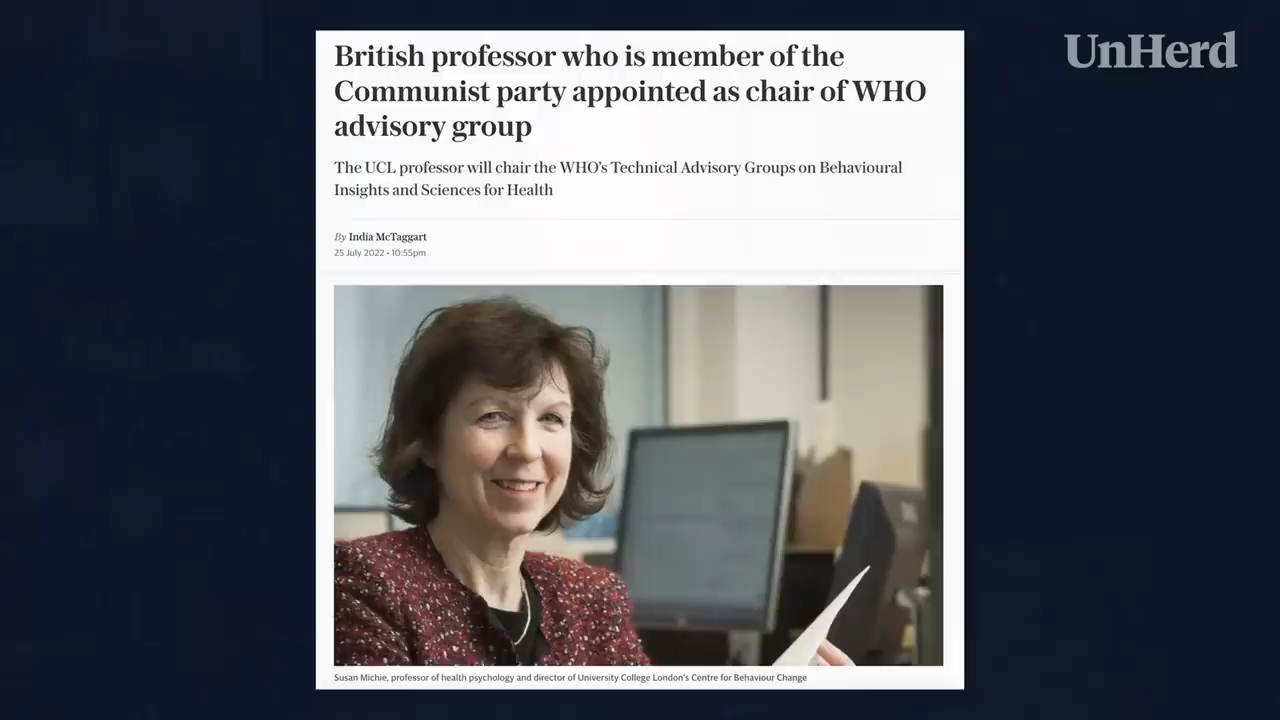 UnHerd
British professor who is member of the
Communist party appointed as chair of WHO
advisory group
The UCL professor will chair the WHO's Technical Advisory Groups on Behavioural
Insights and Sciences for Health
By India McTaggart
25 July 2022 • 10:55pm
Susan Michie, professor of health psychology and director of University College London's Centre for Behaviour Change